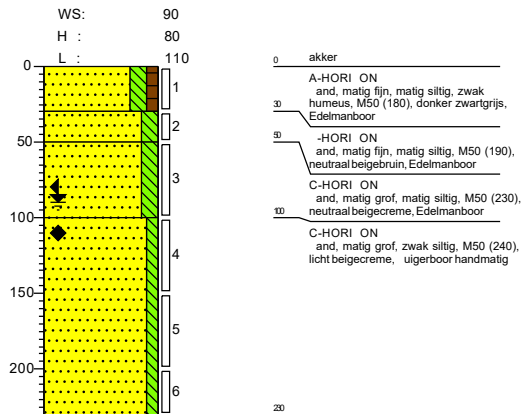 WS: 90
H : 80
L : 110
0
50
100
150
200
1
2
3
4
5
6
0 akker
A-HORI ON
and, matig fijn, matig siltig, zwak
humeus, M50 (180), donker zwartgrijs,
Edelmanboor
30
50
-HORI ON
and, matig fijn, matig siltig, M50 (190),
neutraal beigebruin, Edelmanboor
C-HORI ON
and, matig grof, matig siltig, M50 (230),
neutraal beigecreme, Edelmanboor
100
C-HORI ON
and, matig grof, zwak siltig, M50 (240),
licht beigecreme, uigerboor handmatig
230